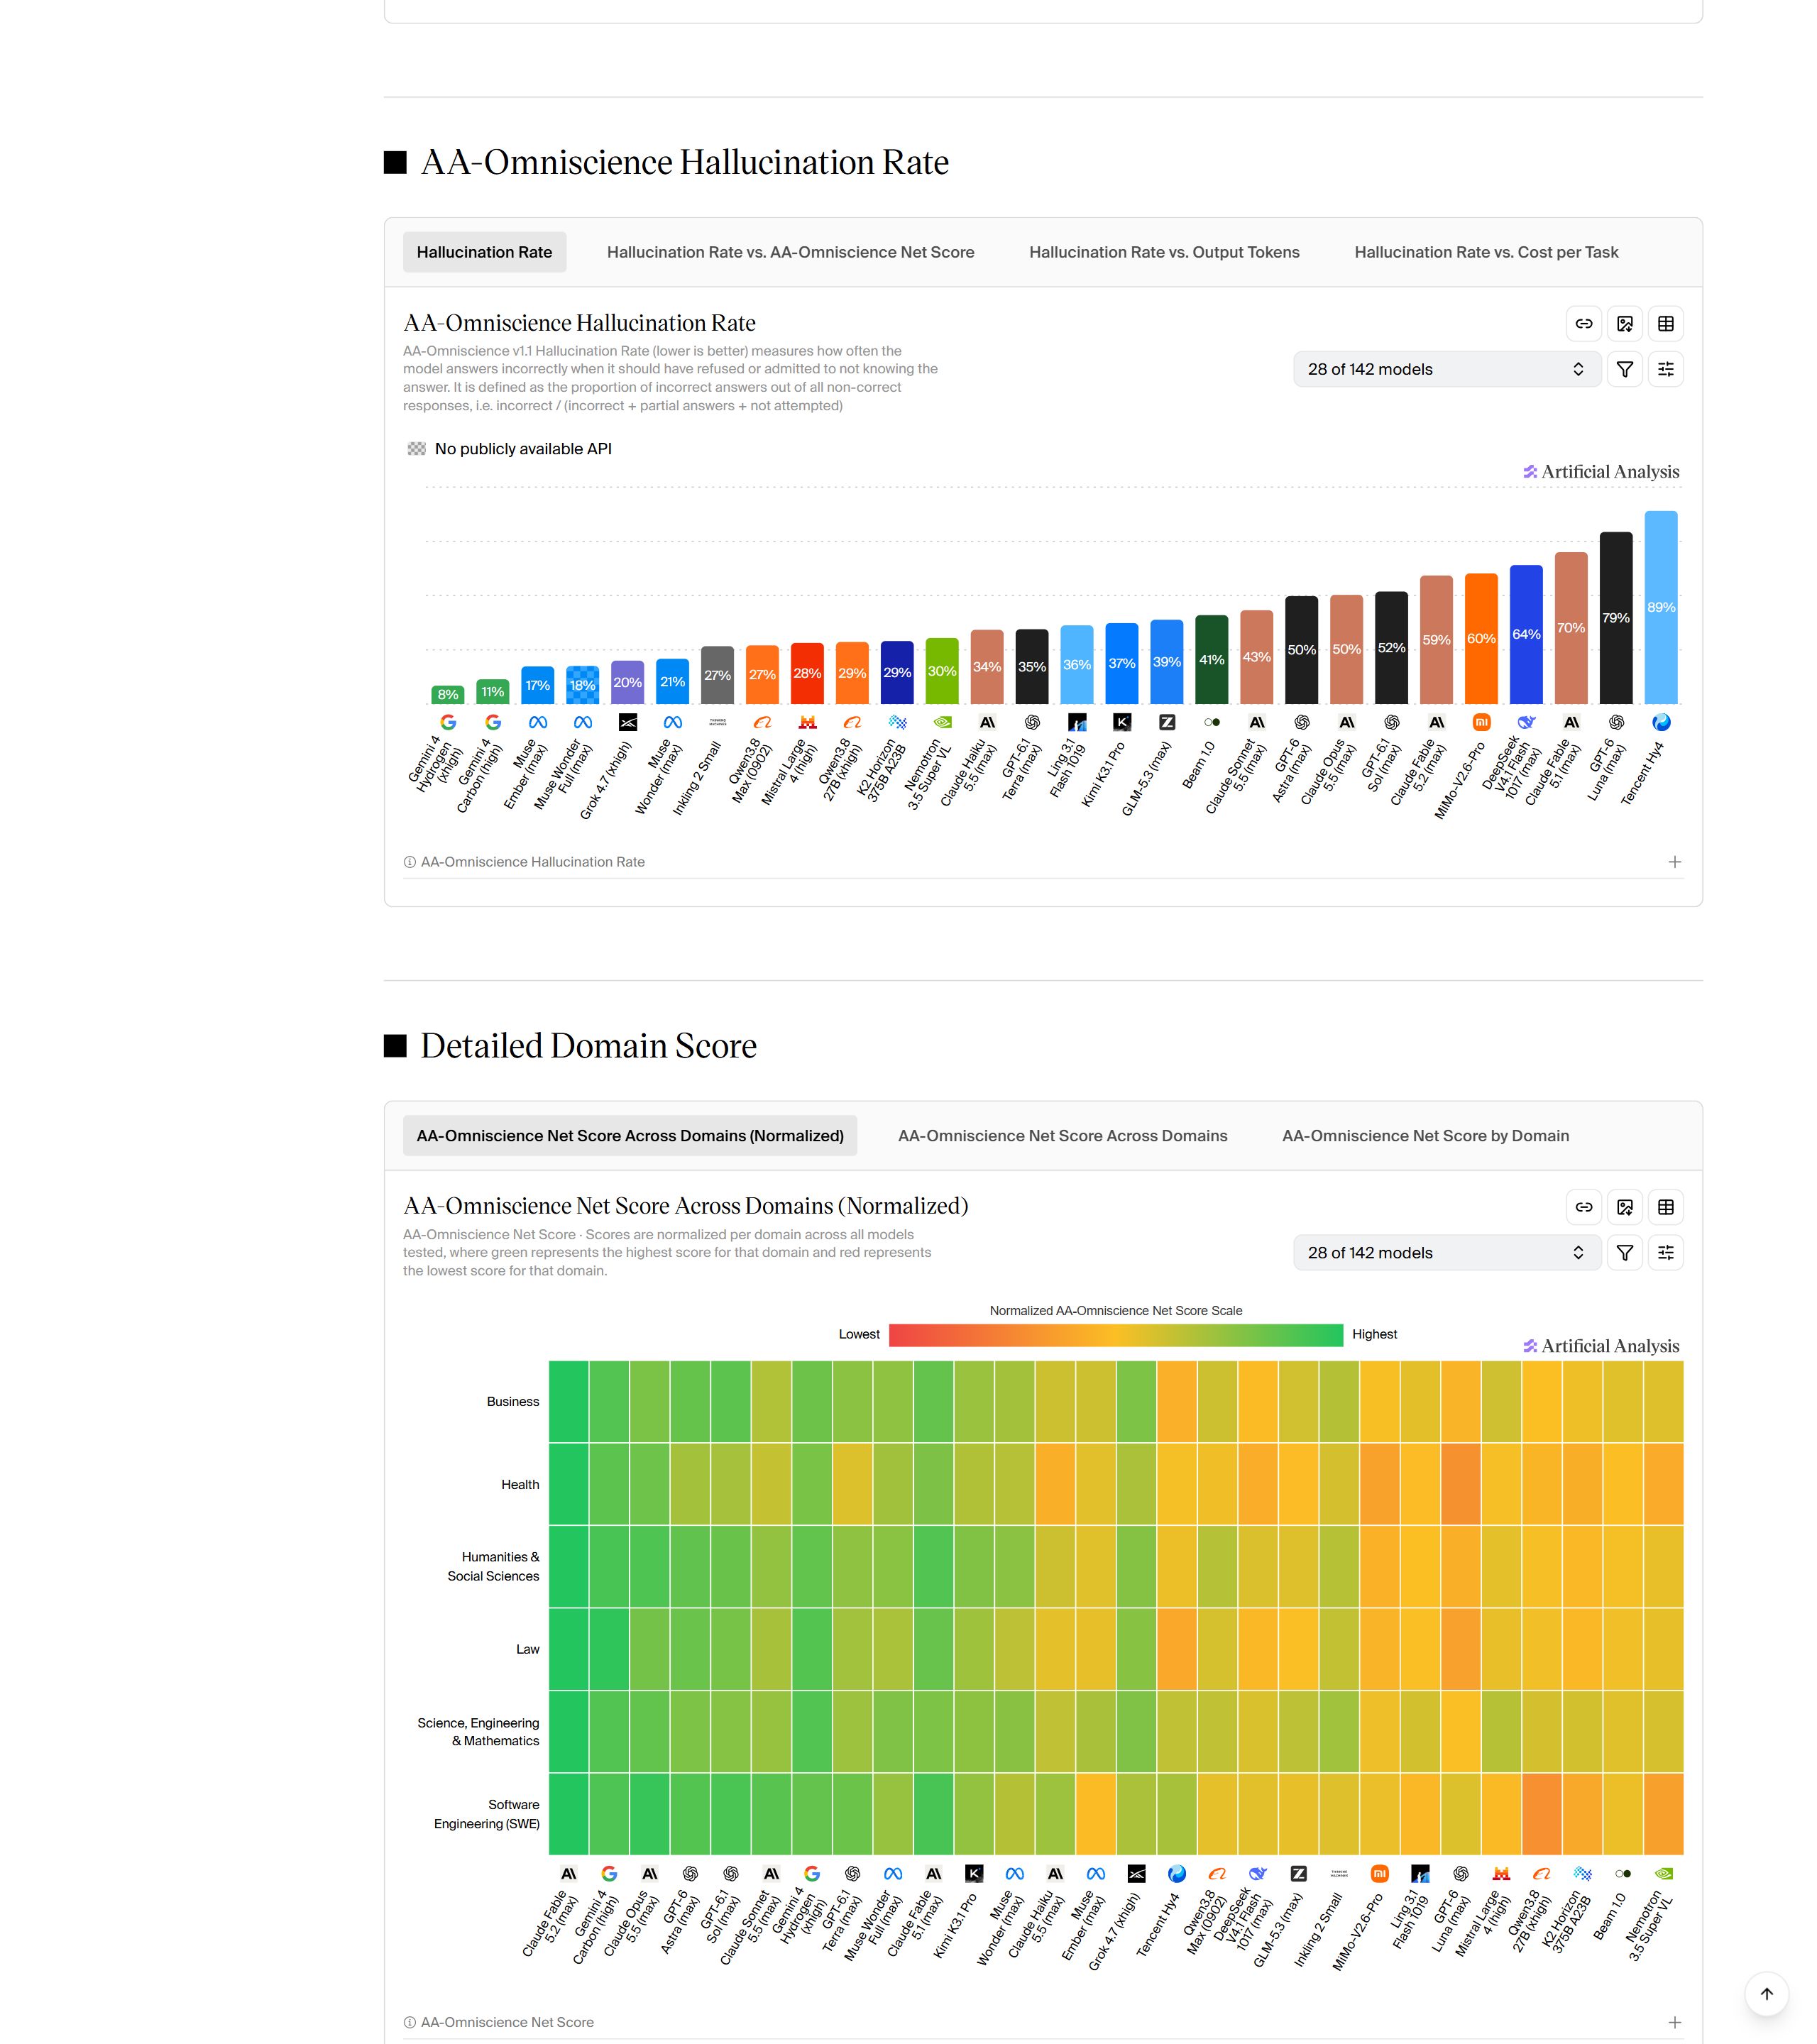 AA-Omniscience Hallucination Rate
Hallucination Rate
Hallucination Rate vs. AA-Omniscience Net Score
Hallucination Rate vs. Output Tokens
Hallucination Rate vs. Cost per Task
AA-Omniscience Hallucination Rate
AA-Omniscience v1.1 Hallucination Rate (lower is better) measures how often the
model answers incorrectly when it should have refused or admitted to not knowing the
answer. It is defined as the proportion of incorrect answers out of all non-correct
responses, i.e. incorrect / (incorrect + partial answers + not attempted)
28 of 142 models
No publicly available API
Artificial Analysis
8%
11%
17%
18%
20%
21%
27%
27%
28%
29%
29%
30%
34%
35%
36%
37%
39%
41%
43%
50%
50%
52%
59%
60%
64%
70%
79%
89%
Gemini 4
Hydrogen
(xhigh)
Gemini 4
Carbon (high)
Muse
Ember (max)
Muse Wonder
Full (max)
Grok 4.7 (xhigh)
Muse
Wonder (max)
THINKING
MACHINES
Inkling 2 Small
Qwen3.8
Max (0902)
Mistral Large
4 (high)
Qwen3.8
27B (xhigh)
K2 Horizon
375B A23B
Nemotron
3.5 Super VL
Claude Haiku
5.5 (max)
GPT-6.1
Terra (max)
Ling 3.1
Flash 1019
Kimi K3.1 Pro
GLM-5.3 (max)
Beam 1.0
Claude Sonnet
5.5 (max)
GPT-6
Astra (max)
Claude Opus
5.5 (max)
GPT-6.1
Sol (max)
Claude Fable
5.2 (max)
MiMo-V2.6-Pro
DeepSeek
V4.1 Flash
1017 (max)
Claude Fable
5.1 (max)
GPT-6
Luna (max)
Tencent Hy4
AA-Omniscience Hallucination Rate
Detailed Domain Score
AA-Omniscience Net Score Across Domains (Normalized)
AA-Omniscience Net Score Across Domains
AA-Omniscience Net Score by Domain
AA-Omniscience Net Score Across Domains (Normalized)
AA-Omniscience Net Score · Scores are normalized per domain across all models
tested, where green represents the highest score for that domain and red represents
the lowest score for that domain.
28 of 142 models
Normalized AA-Omniscience Net Score Scale
Lowest
Highest
Artificial Analysis
Business
Health
Humanities &
Social Sciences
Law
Science, Engineering
& Mathematics
Software
Engineering (SWE)
Claude Fable
5.2 (max)
Gemini 4
Carbon (high)
Claude Opus
5.5 (max)
GPT-6
Astra (max)
GPT-6.1
Sol (max)
Claude Sonnet
5.5 (max)
Gemini 4
Hydrogen
(xhigh)
GPT-6.1
Terra (max)
Muse Wonder
Full (max)
Claude Fable
5.1 (max)
Kimi K3.1 Pro
Muse
Wonder (max)
Claude Haiku
5.5 (max)
Muse
Ember (max)
Grok 4.7 (xhigh)
Tencent Hy4
Qwen3.8
Max (0902)
DeepSeek
V4.1 Flash
1017 (max)
GLM-5.3 (max)
THINKING
MACHINES
Inkling 2 Small
MiMo-V2.6-Pro
Ling 3.1
Flash 1019
GPT-6
Luna (max)
Mistral Large
4 (high)
Qwen3.8
27B (xhigh)
K2 Horizon
375B A23B
Beam 1.0
Nemotron
3.5 Super VL
AA-Omniscience Net Score